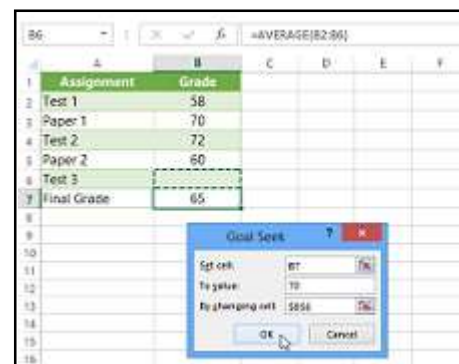 B6 fx =AVERAGE(B2:B6)
A B C D E F
1 Assignment Grade
2 Test 1 58
3 Paper 1 70
4 Test 2 72
5 Paper 2 60
6 Test 3
7 Final Grade 65
8
9
10
11
12
13
14
15
16
Goal Seek ?
Set cell: B7
To value: 70
By changing cell: $B$6
OK Cancel